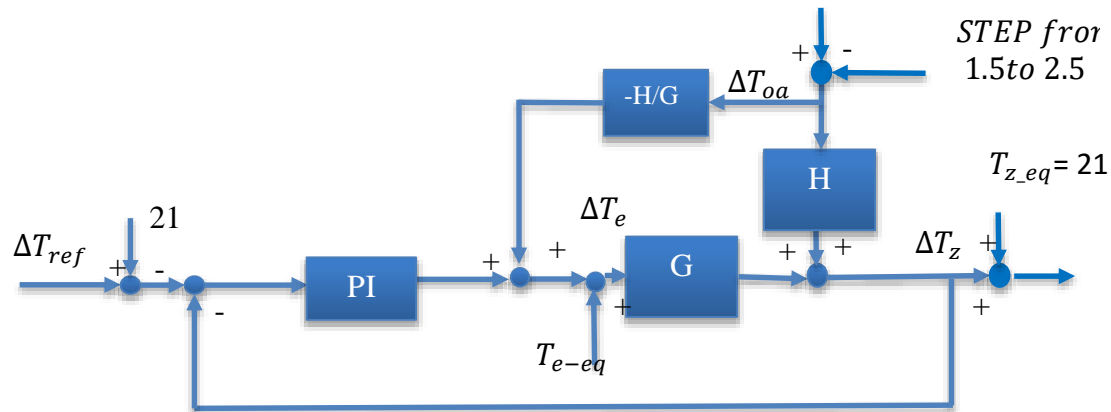 +
-
STEP fror
1.5to 2.5
ΔT_oa
-H/G
H
T_z_eq= 21
21
ΔT_e
ΔT_ref
+
-
+
+
G
+
+
ΔT_z
+
PI
-
+
+
T_e−eq